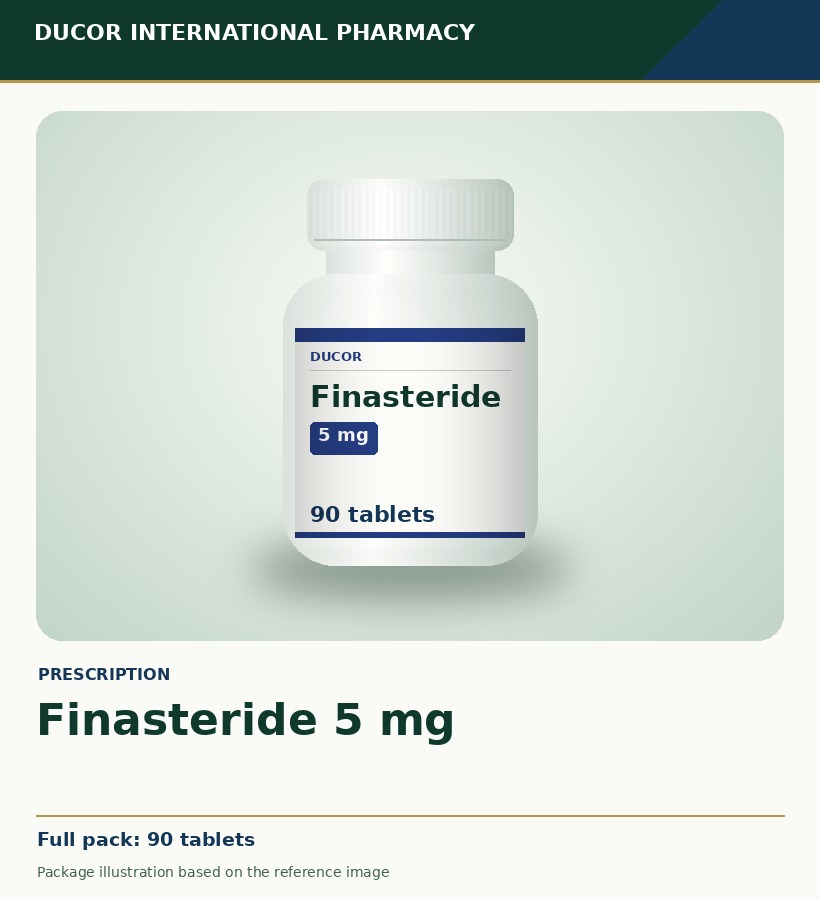 DUCOR INTERNATIONAL PHARMACY
DUCOR
Finasteride
5 mg
90 tablets
PRESCRIPTION
Finasteride 5 mg
Full pack: 90 tablets
Package illustration based on the reference image